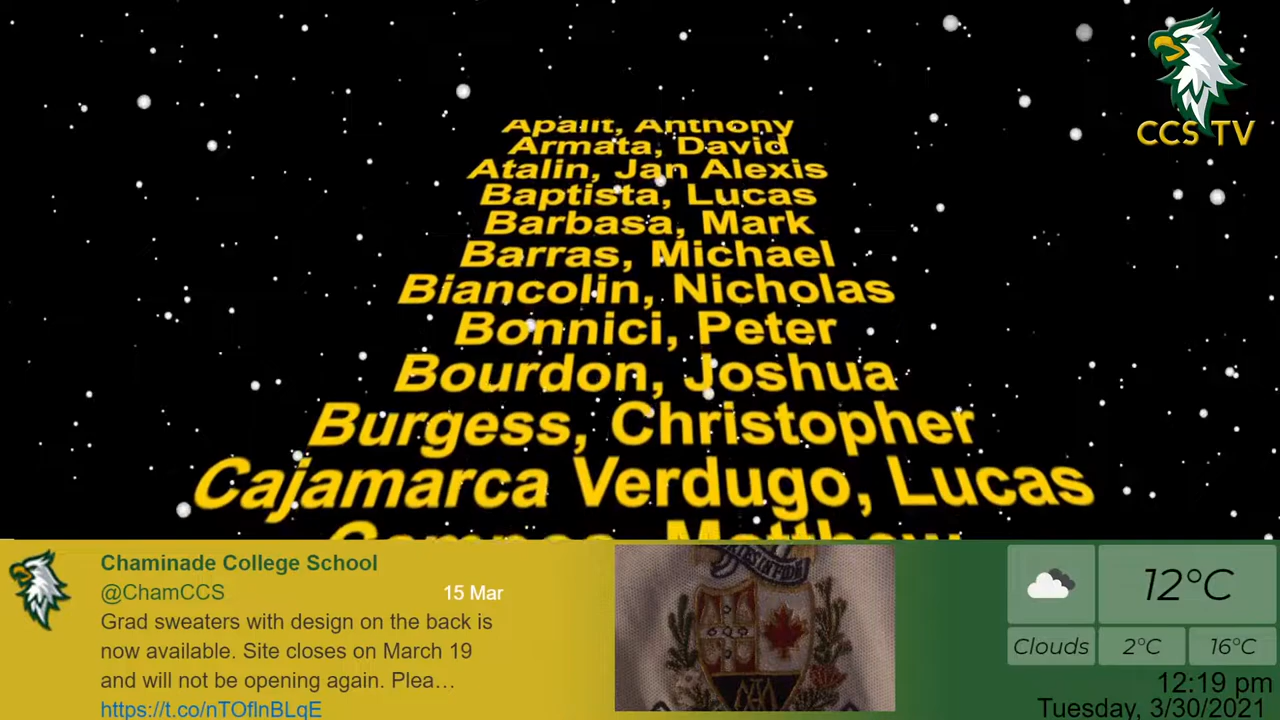 Apalit, Anthony
Armata, David
Atalin, Jan Alexis
Baptista, Lucas
Barbasa, Mark
Barras, Michael
Biancolin, Nicholas
Bonnici, Peter
Bourdon, Joshua
Burgess, Christopher
Cajamarca Verdugo, Lucas
Matthew
CCS TV
Chaminade College School
@ChamCCS 15 Mar
Grad sweaters with design on the back is
now available. Site closes on March 19
and will not be opening again. Plea…
https://t.co/nTOflnBLqE
12°C
Clouds 2°C 16°C
12:19 pm
Tuesday, 3/30/2021